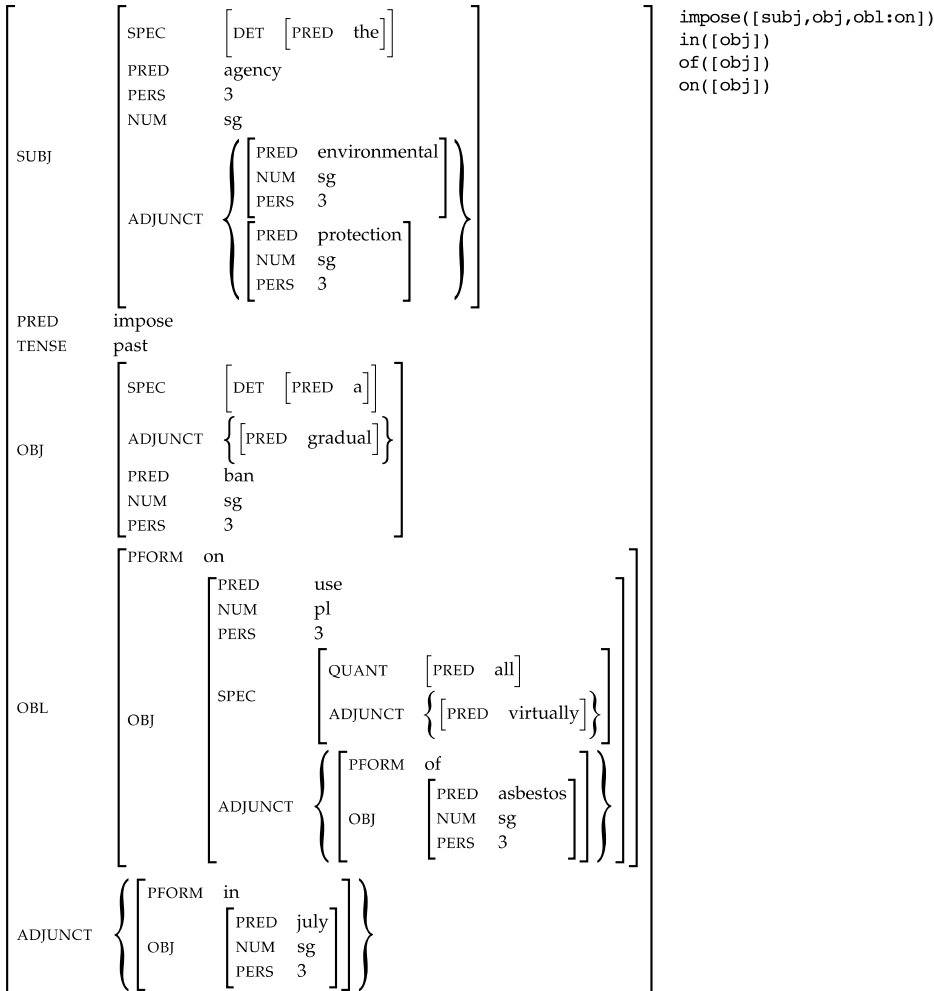 SPEC DET PRED the
PRED agency
PERS 3
NUM sg
SUBJ
ADJUNCT
PRED environmental
NUM sg
PERS 3
PRED protection
NUM sg
PERS 3
PRED impose
TENSE past
OBJ
SPEC DET PRED a
ADJUNCT PRED gradual
PRED ban
NUM sg
PERS 3
OBL
PFORM on
OBJ
PRED use
NUM pl
PERS 3
SPEC
QUANT PRED all
ADJUNCT PRED virtually
ADJUNCT
PFORM of
OBJ
PRED asbestos
NUM sg
PERS 3
ADJUNCT
PFORM in
OBJ
PRED july
NUM sg
PERS 3
impose([subj,obj,obl:on])
in([obj])
of([obj])
on([obj])